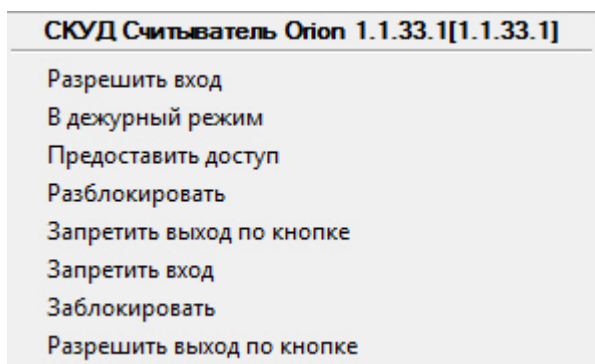 СКУД Считыватель Orion 1.1.33.1[1.1.33.1]
Разрешить вход
В дежурный режим
Предоставить доступ
Разблокировать
Запретить выход по кнопке
Запретить вход
Заблокировать
Разрешить выход по кнопке